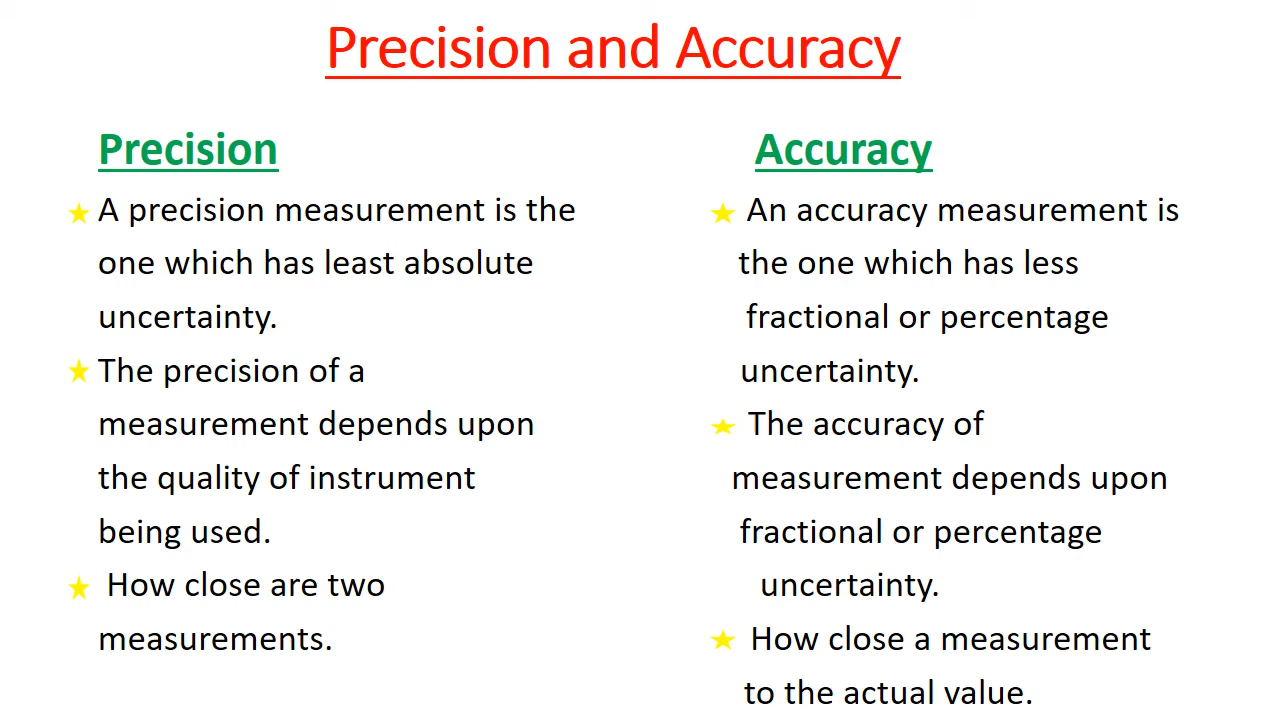 Precision and Accuracy
Precision
A precision measurement is the
one which has least absolute
uncertainty.
The precision of a
measurement depends upon
the quality of instrument
being used.
How close are two
measurements.
Accuracy
An accuracy measurement is
the one which has less
fractional or percentage
uncertainty.
The accuracy of
measurement depends upon
fractional or percentage
uncertainty.
How close a measurement
to the actual value.